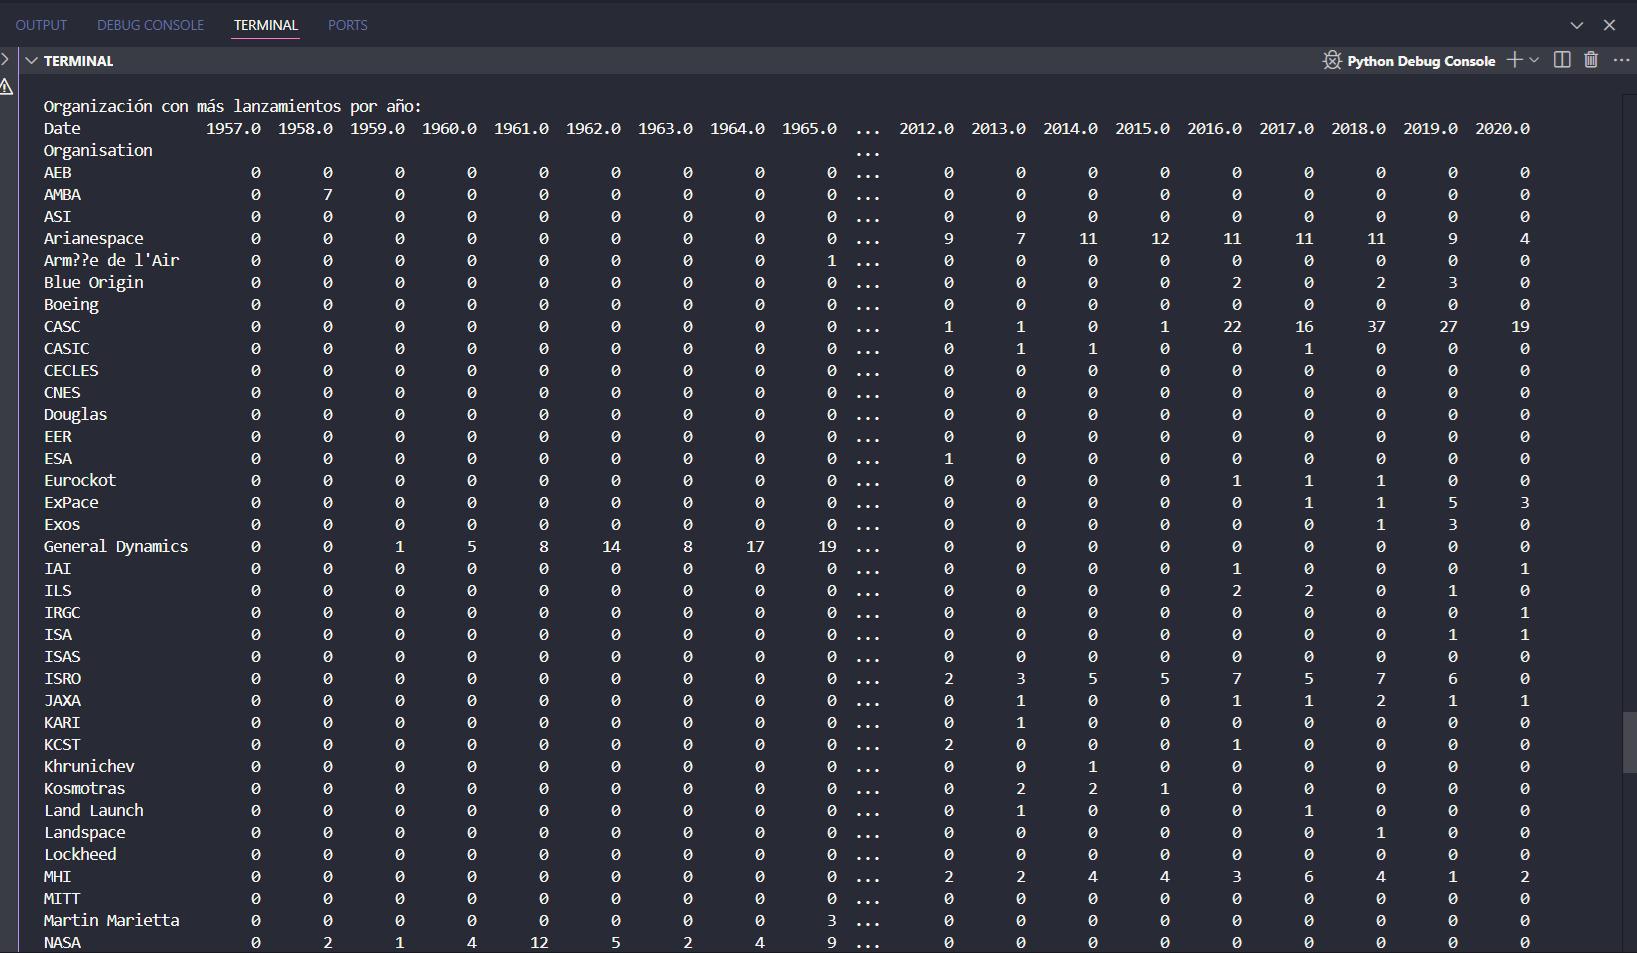 OUTPUT DEBUG CONSOLE TERMINAL PORTS
TERMINAL Python Debug Console
Organización con más lanzamientos por año:
Date 1957.0 1958.0 1959.0 1960.0 1961.0 1962.0 1963.0 1964.0 1965.0 ... 2012.0 2013.0 2014.0 2015.0 2016.0 2017.0 2018.0 2019.0 2020.0
Organisation ...
AEB 0 0 0 0 0 0 0 0 0 ... 0 0 0 0 0 0 0 0 0
AMBA 0 7 0 0 0 0 0 0 0 ... 0 0 0 0 0 0 0 0 0
ASI 0 0 0 0 0 0 0 0 0 ... 0 0 0 0 0 0 0 0 0
Arianespace 0 0 0 0 0 0 0 0 0 ... 9 7 11 12 11 11 11 9 4
Arm??e de l'Air 0 0 0 0 0 0 0 0 1 ... 0 0 0 0 0 0 0 0 0
Blue Origin 0 0 0 0 0 0 0 0 0 ... 0 0 0 0 2 0 2 3 0
Boeing 0 0 0 0 0 0 0 0 0 ... 0 0 0 0 0 0 0 0 0
CASC 0 0 0 0 0 0 0 0 0 ... 1 1 0 1 22 16 37 27 19
CASIC 0 0 0 0 0 0 0 0 0 ... 0 1 1 0 0 1 0 0 0
CECLES 0 0 0 0 0 0 0 0 0 ... 0 0 0 0 0 0 0 0 0
CNES 0 0 0 0 0 0 0 0 0 ... 0 0 0 0 0 0 0 0 0
Douglas 0 0 0 0 0 0 0 0 0 ... 0 0 0 0 0 0 0 0 0
EER 0 0 0 0 0 0 0 0 0 ... 0 0 0 0 0 0 0 0 0
ESA 0 0 0 0 0 0 0 0 0 ... 1 0 0 0 0 0 0 0 0
Eurockot 0 0 0 0 0 0 0 0 0 ... 0 0 0 0 1 1 1 0 0
ExPace 0 0 0 0 0 0 0 0 0 ... 0 0 0 0 0 1 1 5 3
Exos 0 0 0 0 0 0 0 0 0 ... 0 0 0 0 0 0 1 3 0
General Dynamics 0 0 1 5 8 14 8 17 19 ... 0 0 0 0 0 0 0 0 0
IAI 0 0 0 0 0 0 0 0 0 ... 0 0 0 0 1 0 0 0 1
ILS 0 0 0 0 0 0 0 0 0 ... 0 0 0 0 2 2 0 1 0
IRGC 0 0 0 0 0 0 0 0 0 ... 0 0 0 0 0 0 0 0 1
ISA 0 0 0 0 0 0 0 0 0 ... 0 0 0 0 0 0 0 1 1
ISAS 0 0 0 0 0 0 0 0 0 ... 0 0 0 0 0 0 0 0 0
ISRO 0 0 0 0 0 0 0 0 0 ... 2 3 5 5 7 5 7 6 0
JAXA 0 0 0 0 0 0 0 0 0 ... 0 1 0 0 1 1 2 1 1
KARI 0 0 0 0 0 0 0 0 0 ... 0 1 0 0 0 0 0 0 0
KCST 0 0 0 0 0 0 0 0 0 ... 2 0 0 0 1 0 0 0 0
Khrunichev 0 0 0 0 0 0 0 0 0 ... 0 0 1 0 0 0 0 0 0
Kosmotras 0 0 0 0 0 0 0 0 0 ... 0 2 2 1 0 0 0 0 0
Land Launch 0 0 0 0 0 0 0 0 0 ... 0 1 0 0 0 1 0 0 0
Landspace 0 0 0 0 0 0 0 0 0 ... 0 0 0 0 0 0 1 0 0
Lockheed 0 0 0 0 0 0 0 0 0 ... 0 0 0 0 0 0 0 0 0
MHI 0 0 0 0 0 0 0 0 0 ... 2 2 4 4 3 6 4 1 2
MITT 0 0 0 0 0 0 0 0 0 ... 0 0 0 0 0 0 0 0 0
Martin Marietta 0 0 0 0 0 0 0 0 3 ... 0 0 0 0 0 0 0 0 0
NASA 0 2 1 4 12 5 2 4 9 ... 0 0 0 0 0 0 0 0 0